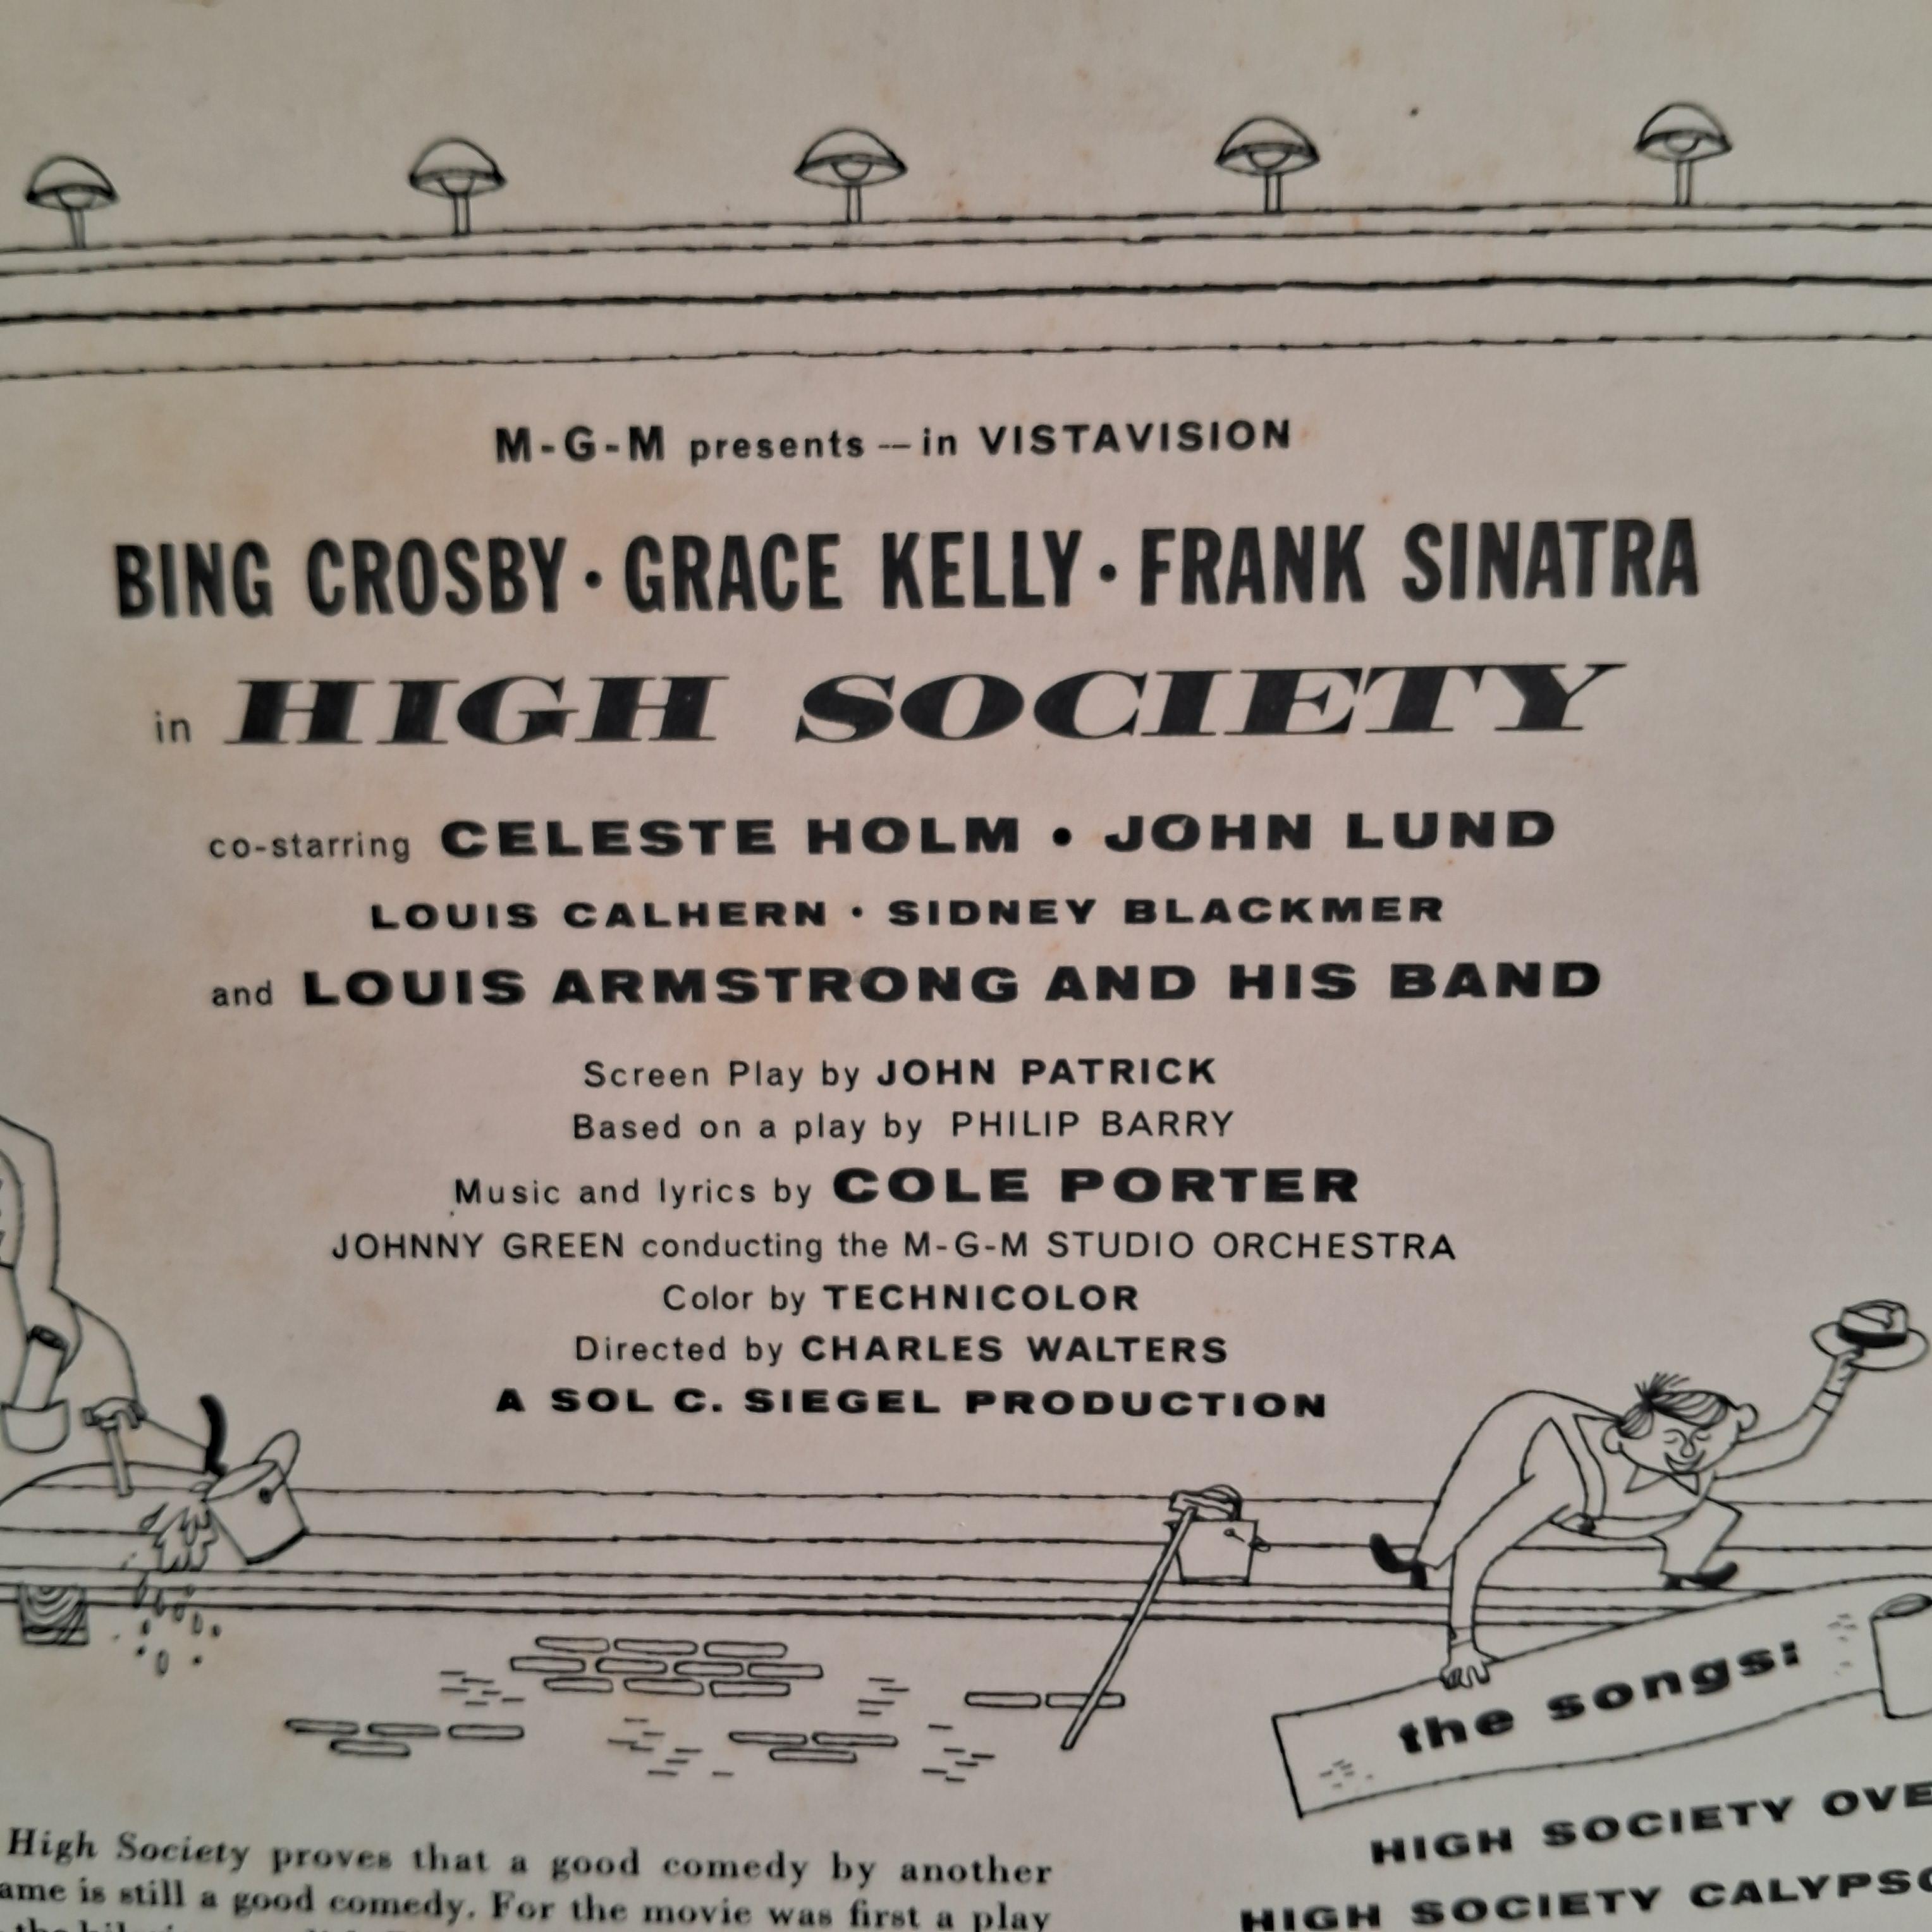 M-G-M presents — in VISTAVISION
BING CROSBY · GRACE KELLY · FRANK SINATRA
in HIGH SOCIETY
co-starring CELESTE HOLM • JOHN LUND
LOUIS CALHERN · SIDNEY BLACKMER
and LOUIS ARMSTRONG AND HIS BAND
Screen Play by JOHN PATRICK
Based on a play by PHILIP BARRY
Music and lyrics by COLE PORTER
JOHNNY GREEN conducting the M-G-M STUDIO ORCHESTRA
Color by TECHNICOLOR
Directed by CHARLES WALTERS
A SOL C. SIEGEL PRODUCTION
the songs:
HIGH SOCIETY OVE
HIGH SOCIETY CALYPSO
High Society proves that a good comedy by another
ame is still a good comedy. For the movie was first a play